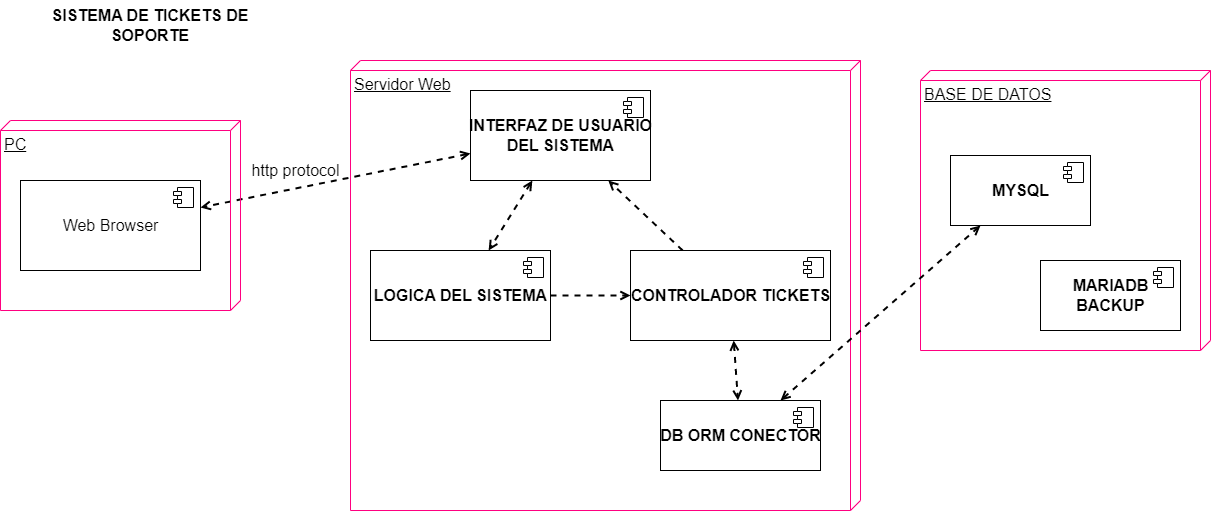 SISTEMA DE TICKETS DE
SOPORTE
PC
Web Browser
http protocol
Servidor Web
INTERFAZ DE USUARIO
DEL SISTEMA
LOGICA DEL SISTEMA
CONTROLADOR TICKETS
DB ORM CONECTOR
BASE DE DATOS
MYSQL
MARIADB
BACKUP